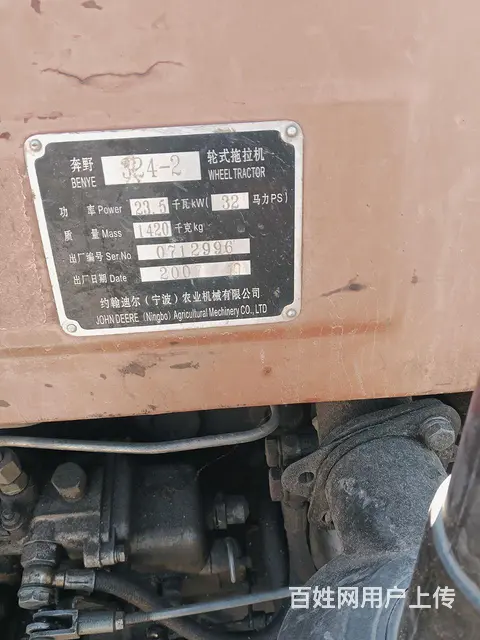 奔野 324-2 轮式拖拉机
BENYE WHEEL TRACTOR
功 率 Power 23.5 千瓦kW( 32 马力PS)
质 量 Mass 1420 千克kg
出厂编号 Ser No 0712996
出厂日期 Date 200
约翰迪尔（宁波）农业机械有限公司
JOHN DEERE (Ningbo) Agricultural Machinery CO., LTD
百姓网用户上传